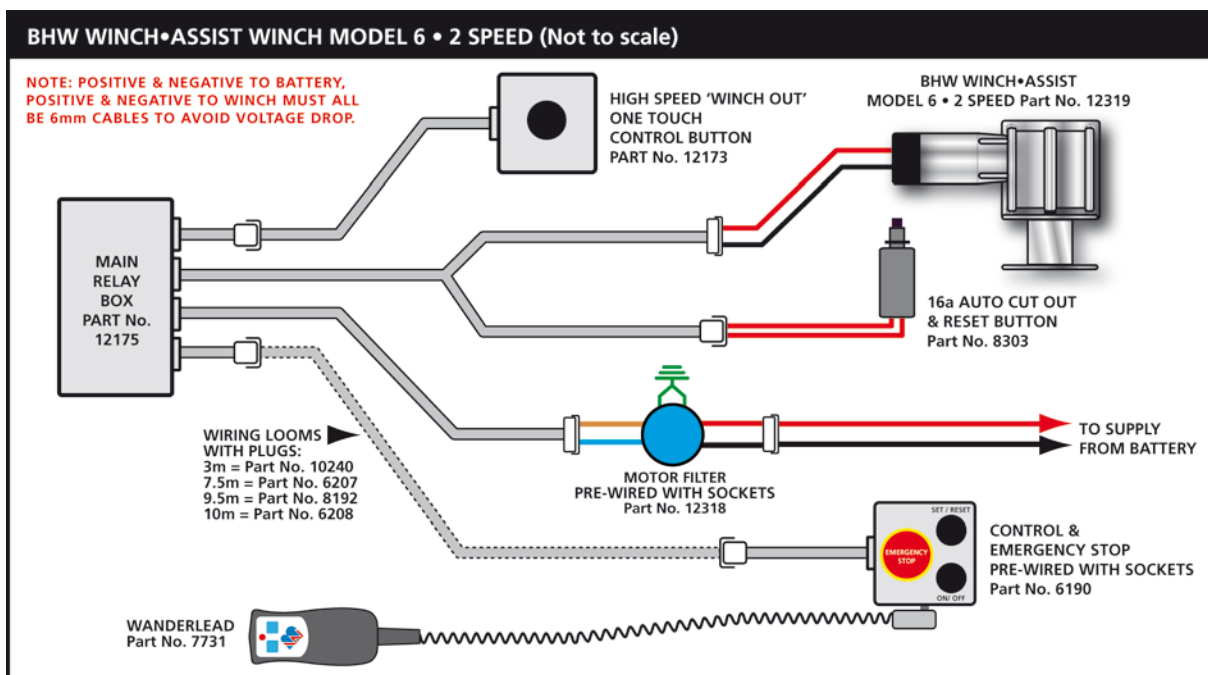 BHW WINCH•ASSIST WINCH MODEL 6 • 2 SPEED (Not to scale)
NOTE: POSITIVE & NEGATIVE TO BATTERY,
POSITIVE & NEGATIVE TO WINCH MUST ALL
BE 6mm CABLES TO AVOID VOLTAGE DROP.
HIGH SPEED 'WINCH OUT'
ONE TOUCH
CONTROL BUTTON
PART No. 12173
BHW WINCH•ASSIST
MODEL 6 • 2 SPEED Part No. 12319
MAIN
RELAY
BOX
PART No.
12175
16a AUTO CUT OUT
& RESET BUTTON
Part No. 8303
WIRING LOOMS
WITH PLUGS:
3m = Part No. 10240
7.5m = Part No. 6207
9.5m = Part No. 8192
10m = Part No. 6208
MOTOR FILTER
PRE-WIRED WITH SOCKETS
Part No. 12318
TO SUPPLY
FROM BATTERY
SET / RESET
EMERGENCY
STOP
ON/ OFF
CONTROL &
EMERGENCY STOP
PRE-WIRED WITH SOCKETS
Part No. 6190
WANDERLEAD
Part No. 7731